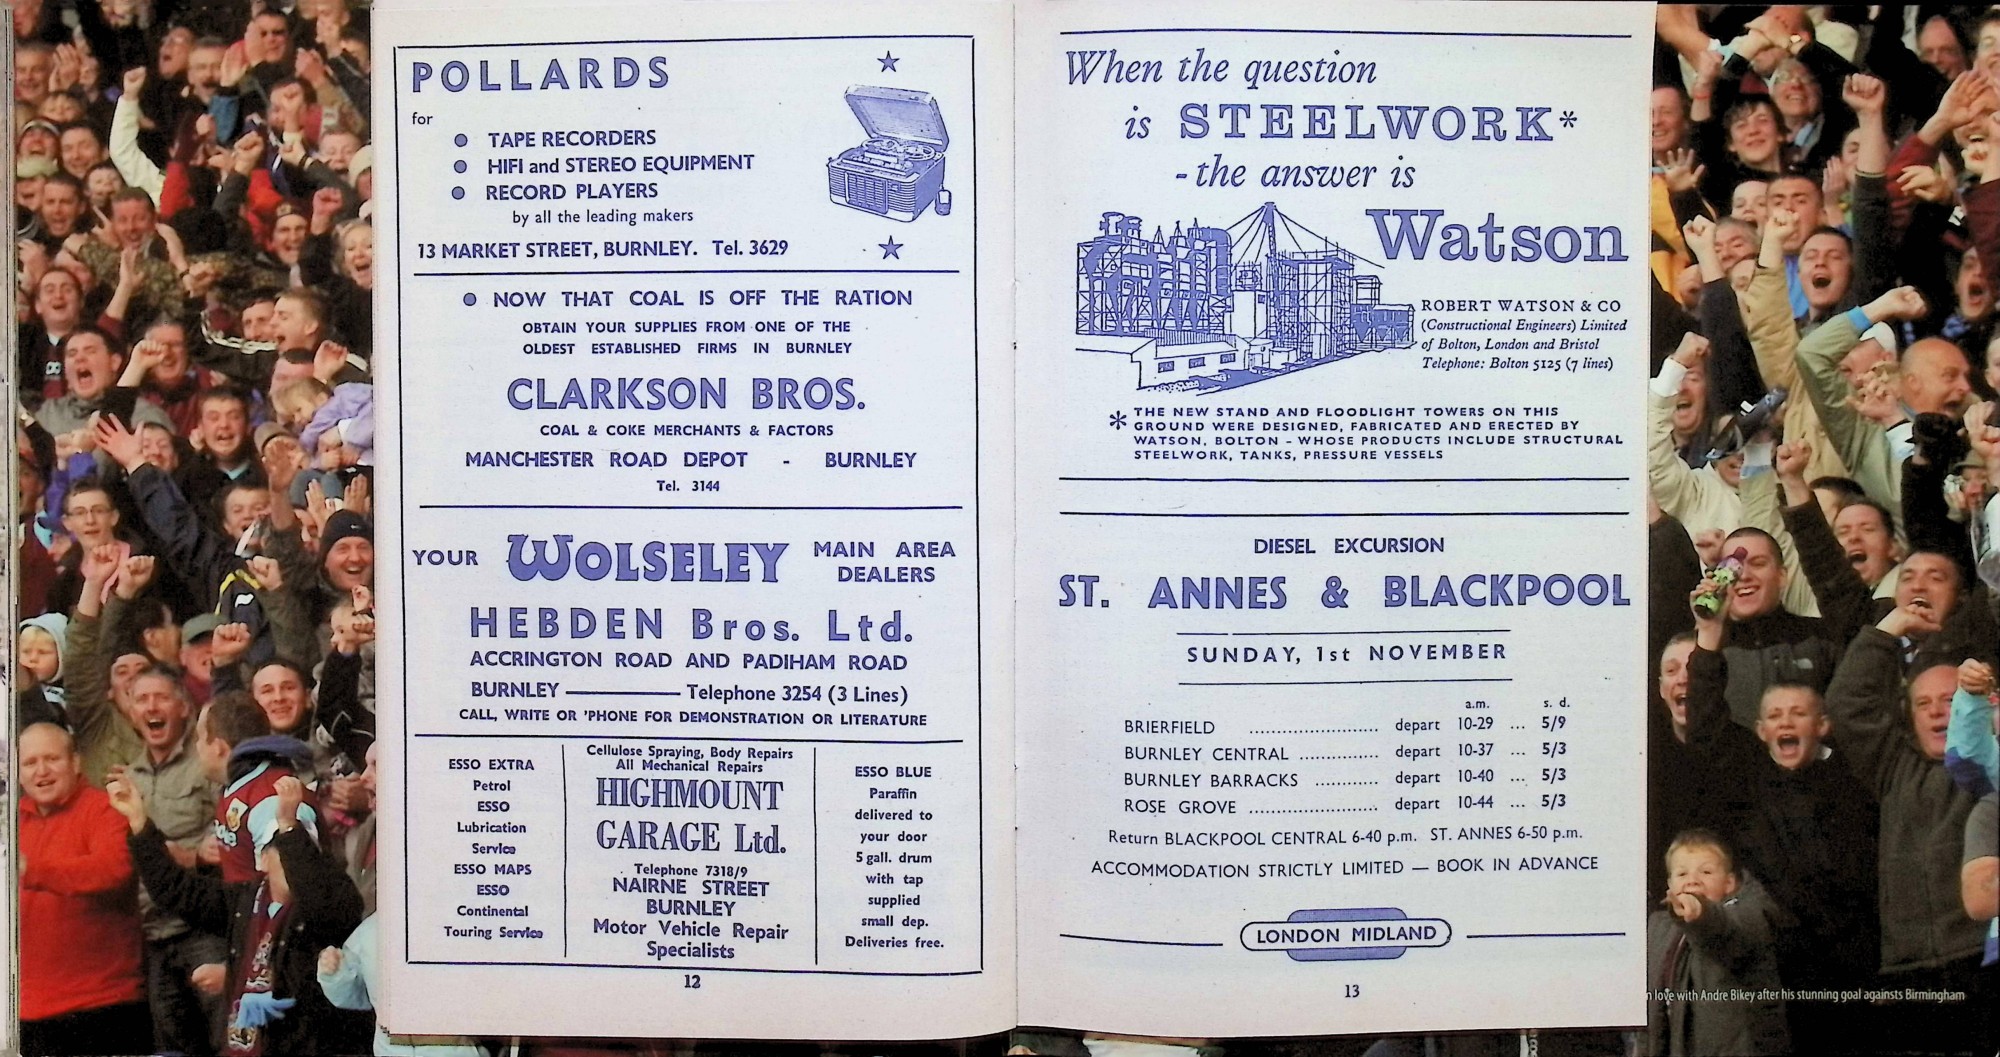 POLLARDS
for
● TAPE RECORDERS
● HIFI and STEREO EQUIPMENT
● RECORD PLAYERS
by all the leading makers
13 MARKET STREET, BURNLEY. Tel. 3629
● NOW THAT COAL IS OFF THE RATION
OBTAIN YOUR SUPPLIES FROM ONE OF THE
OLDEST ESTABLISHED FIRMS IN BURNLEY
CLARKSON BROS.
COAL & COKE MERCHANTS & FACTORS
MANCHESTER ROAD DEPOT - BURNLEY
Tel. 3144
YOUR WOLSELEY MAIN AREA
DEALERS
HEBDEN Bros. Ltd.
ACCRINGTON ROAD AND PADIHAM ROAD
BURNLEY ——— Telephone 3254 (3 Lines)
CALL, WRITE OR 'PHONE FOR DEMONSTRATION OR LITERATURE
ESSO EXTRA
Petrol
ESSO
Lubrication
Service
ESSO MAPS
ESSO
Continental
Touring Service
Cellulose Spraying, Body Repairs
All Mechanical Repairs
HIGHMOUNT
GARAGE Ltd.
Telephone 7318/9
NAIRNE STREET
BURNLEY
Motor Vehicle Repair
Specialists
ESSO BLUE
Paraffin
delivered to
your door
5 gall. drum
with tap
supplied
small dep.
Deliveries free.
12
When the question
is STEELWORK*
- the answer is
Watson
ROBERT WATSON & CO
(Constructional Engineers) Limited
of Bolton, London and Bristol
Telephone: Bolton 5125 (7 lines)
* THE NEW STAND AND FLOODLIGHT TOWERS ON THIS
GROUND WERE DESIGNED, FABRICATED AND ERECTED BY
WATSON, BOLTON - WHOSE PRODUCTS INCLUDE STRUCTURAL
STEELWORK, TANKS, PRESSURE VESSELS
DIESEL EXCURSION
ST. ANNES & BLACKPOOL
SUNDAY, 1st NOVEMBER
a.m. s. d.
BRIERFIELD ........................ depart 10-29 ... 5/9
BURNLEY CENTRAL ............... depart 10-37 ... 5/3
BURNLEY BARRACKS ............ depart 10-40 ... 5/3
ROSE GROVE ........................ depart 10-44 ... 5/3
Return BLACKPOOL CENTRAL 6-40 p.m. ST. ANNES 6-50 p.m.
ACCOMMODATION STRICTLY LIMITED — BOOK IN ADVANCE
LONDON MIDLAND
13
love with Andre Bikey after his stunning goal againsts Birmingham